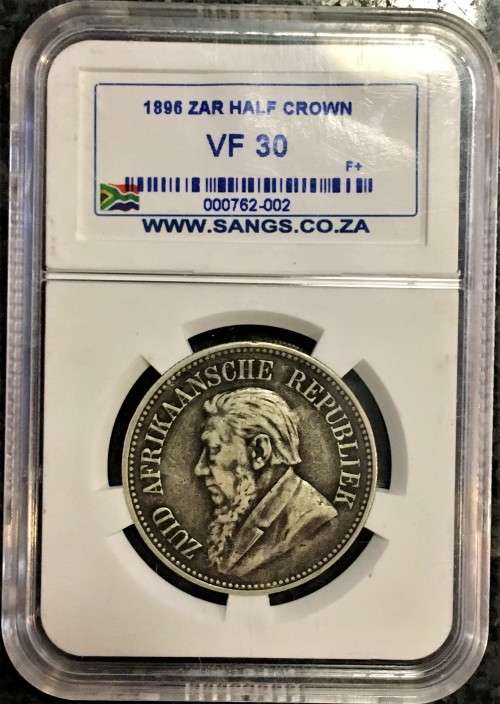 1896 ZAR HALF CROWN
VF 30
F+
000762-002
WWW.SANGS.CO.ZA
ZUID AFRIKAANSCHE REPUBLIEK